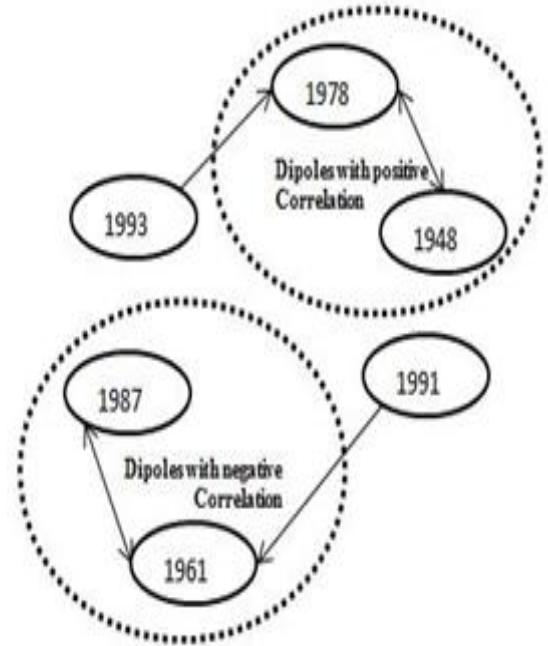 1978
Dipoles with positive
Correlation
1993
1948
1991
1987
Dipoles with negative
Correlation
1961